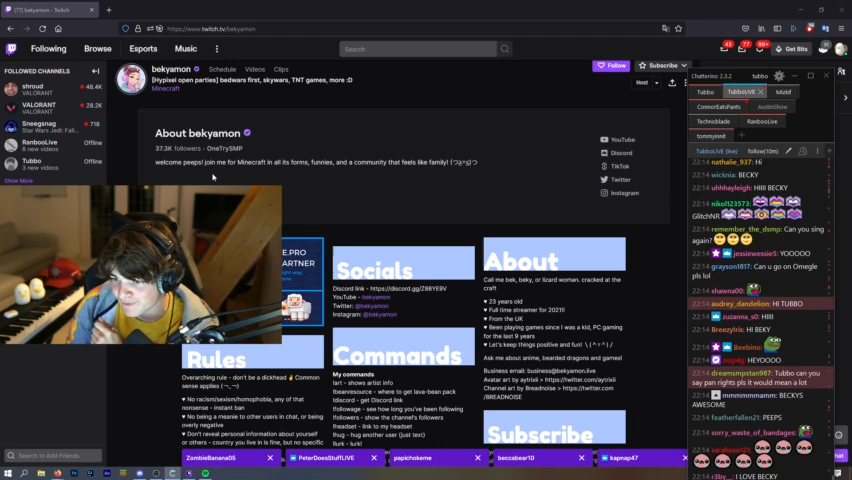 (77) bekyamon - Twitch
https://www.twitch.tv/bekyamon
Following
Browse
Esports
Music
Search
45
77
99+
Get Bits
31
FOLLOWED CHANNELS
shroud
48.4K
VALORANT
VALORANT
28.2K
VALORANT
Sneegsnag
718
Star Wars Jedi: Fall...
RanbooLive
Offline
8 new videos
Tubbo
Offline
3 new videos
Show More
Search to Add Friends
bekyamon
Schedule
Videos
Clips
[Hypixel open parties] bedwars first, skywars, TNT games, more :D
Minecraft
Follow
Subscribe
Host
About bekyamon
37.3K followers · OneTrySMP
welcome peeps! join me for Minecraft in all its forms, funnies, and a community that feels like family!
YouTube
Discord
TikTok
Twitter
Instagram
E.PRO
ARTNER
Socials
Discord link - https://discord.gg/Z88YE9V
YouTube - bekyamon
Twitter: @bekyamon
Instagram: @bekyamon
About
Call me bek, beky, or lizard woman. cracked at the
craft
♥ 23 years old
♥ Full time streamer for 2021!!
♥ From the UK
♥ Been playing games since I was a kid, PC gaming
for the last 9 years
♥ Let's keep things positive and fun! \(^▽^)/
Ask me about anime, bearded dragons and games!
Business email: business@bekyamon.live
Avatar art by aytrixii > https://twitter.com/aytrixii
Channel art by Breadnoise > https://twitter.com
/BREADNOISE
Subscribe
Rules
Overarching rule - don't be a dickhead ✌ Common
sense applies (¬_¬)
♥ No racism/sexism/homophobia, any of that
nonsense - instant ban
♥ No being a meanie to other users in chat, or being
overly negative
♥ Don't reveal personal information about yourself
or others - country you live in is fine, but no specific
Commands
My commands
!art - shows artist info
!beanresource - where to get lava-bean pack
!discord - get Discord link
!followage - see how long you've been following
!followers - show the channel's followers
!headset - link to my headset
!hug - hug another user (just text)
!lurk - lurk!
ZombieBanana05
PeterDoesStuffLIVE
papichokeme
beccabear10
kapnap47
Chatterino 2.3.2
tubbo
Tubbo
TubboLIVE
Mizkif
ConnorEatsPants
AustinShow
Technoblade
RanbooLive
tommyinnit
TubboLIVE (live)
follow(10m)
22:14 nathalie_937: Hi
22:14 wicknia: BECKY
22:14 uhhhayleigh: HIIII BECKY
22:14 nikol123573:
GlitchNR
22:14 remember_the_dsmp: Can you sing
again?
22:14 jessiewessie5: YOOOOO
22:14 grayson1817: Can u go on Omegle
pls lol
22:14 shawna00:
22:14 audrey_dandelion: HI TUBBO
22:14 zuzanna_s0: HIIII
22:14 BreezyIris: HI BEKY
22:14 Beebino:
22:14 oop4g: HEYOOOO
22:14 dreamsmpstan987: Tubbo can you
say pan rights pls it would mean a lot
22:14 mmmmmmamm: BECKYS
AWESOME
22:14 featherfallen21: PEEPS
22:14 sorry_waste_of_bandages:
22:14
22:14 r3by__: I LOVE BECKY